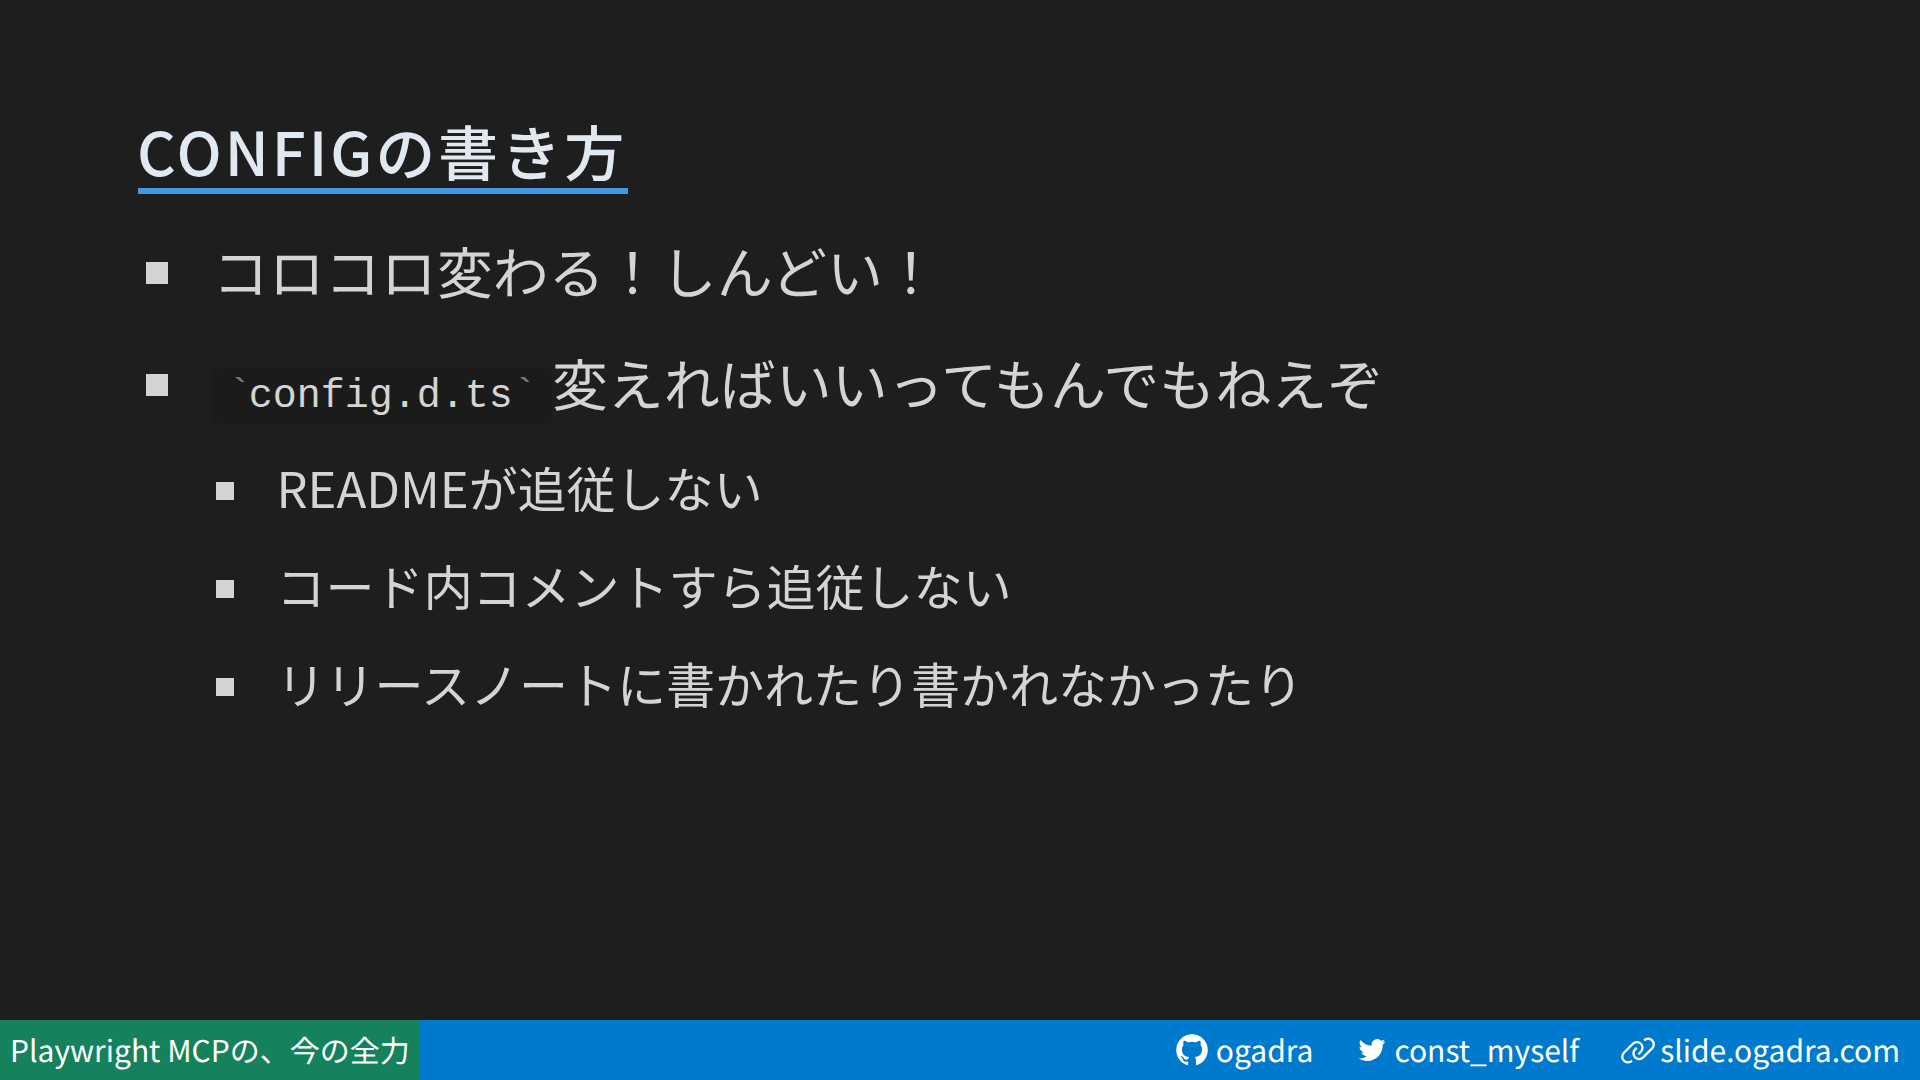 CONFIGの書き方
コロコロ変わる！しんどい！
`config.d.ts`変えればいいってもんでもねえぞ
READMEが追従しない
コード内コメントすら追従しない
リリースノートに書かれたり書かれなかったり
Playwright MCPの、今の全力 ogadra const_myself slide.ogadra.com